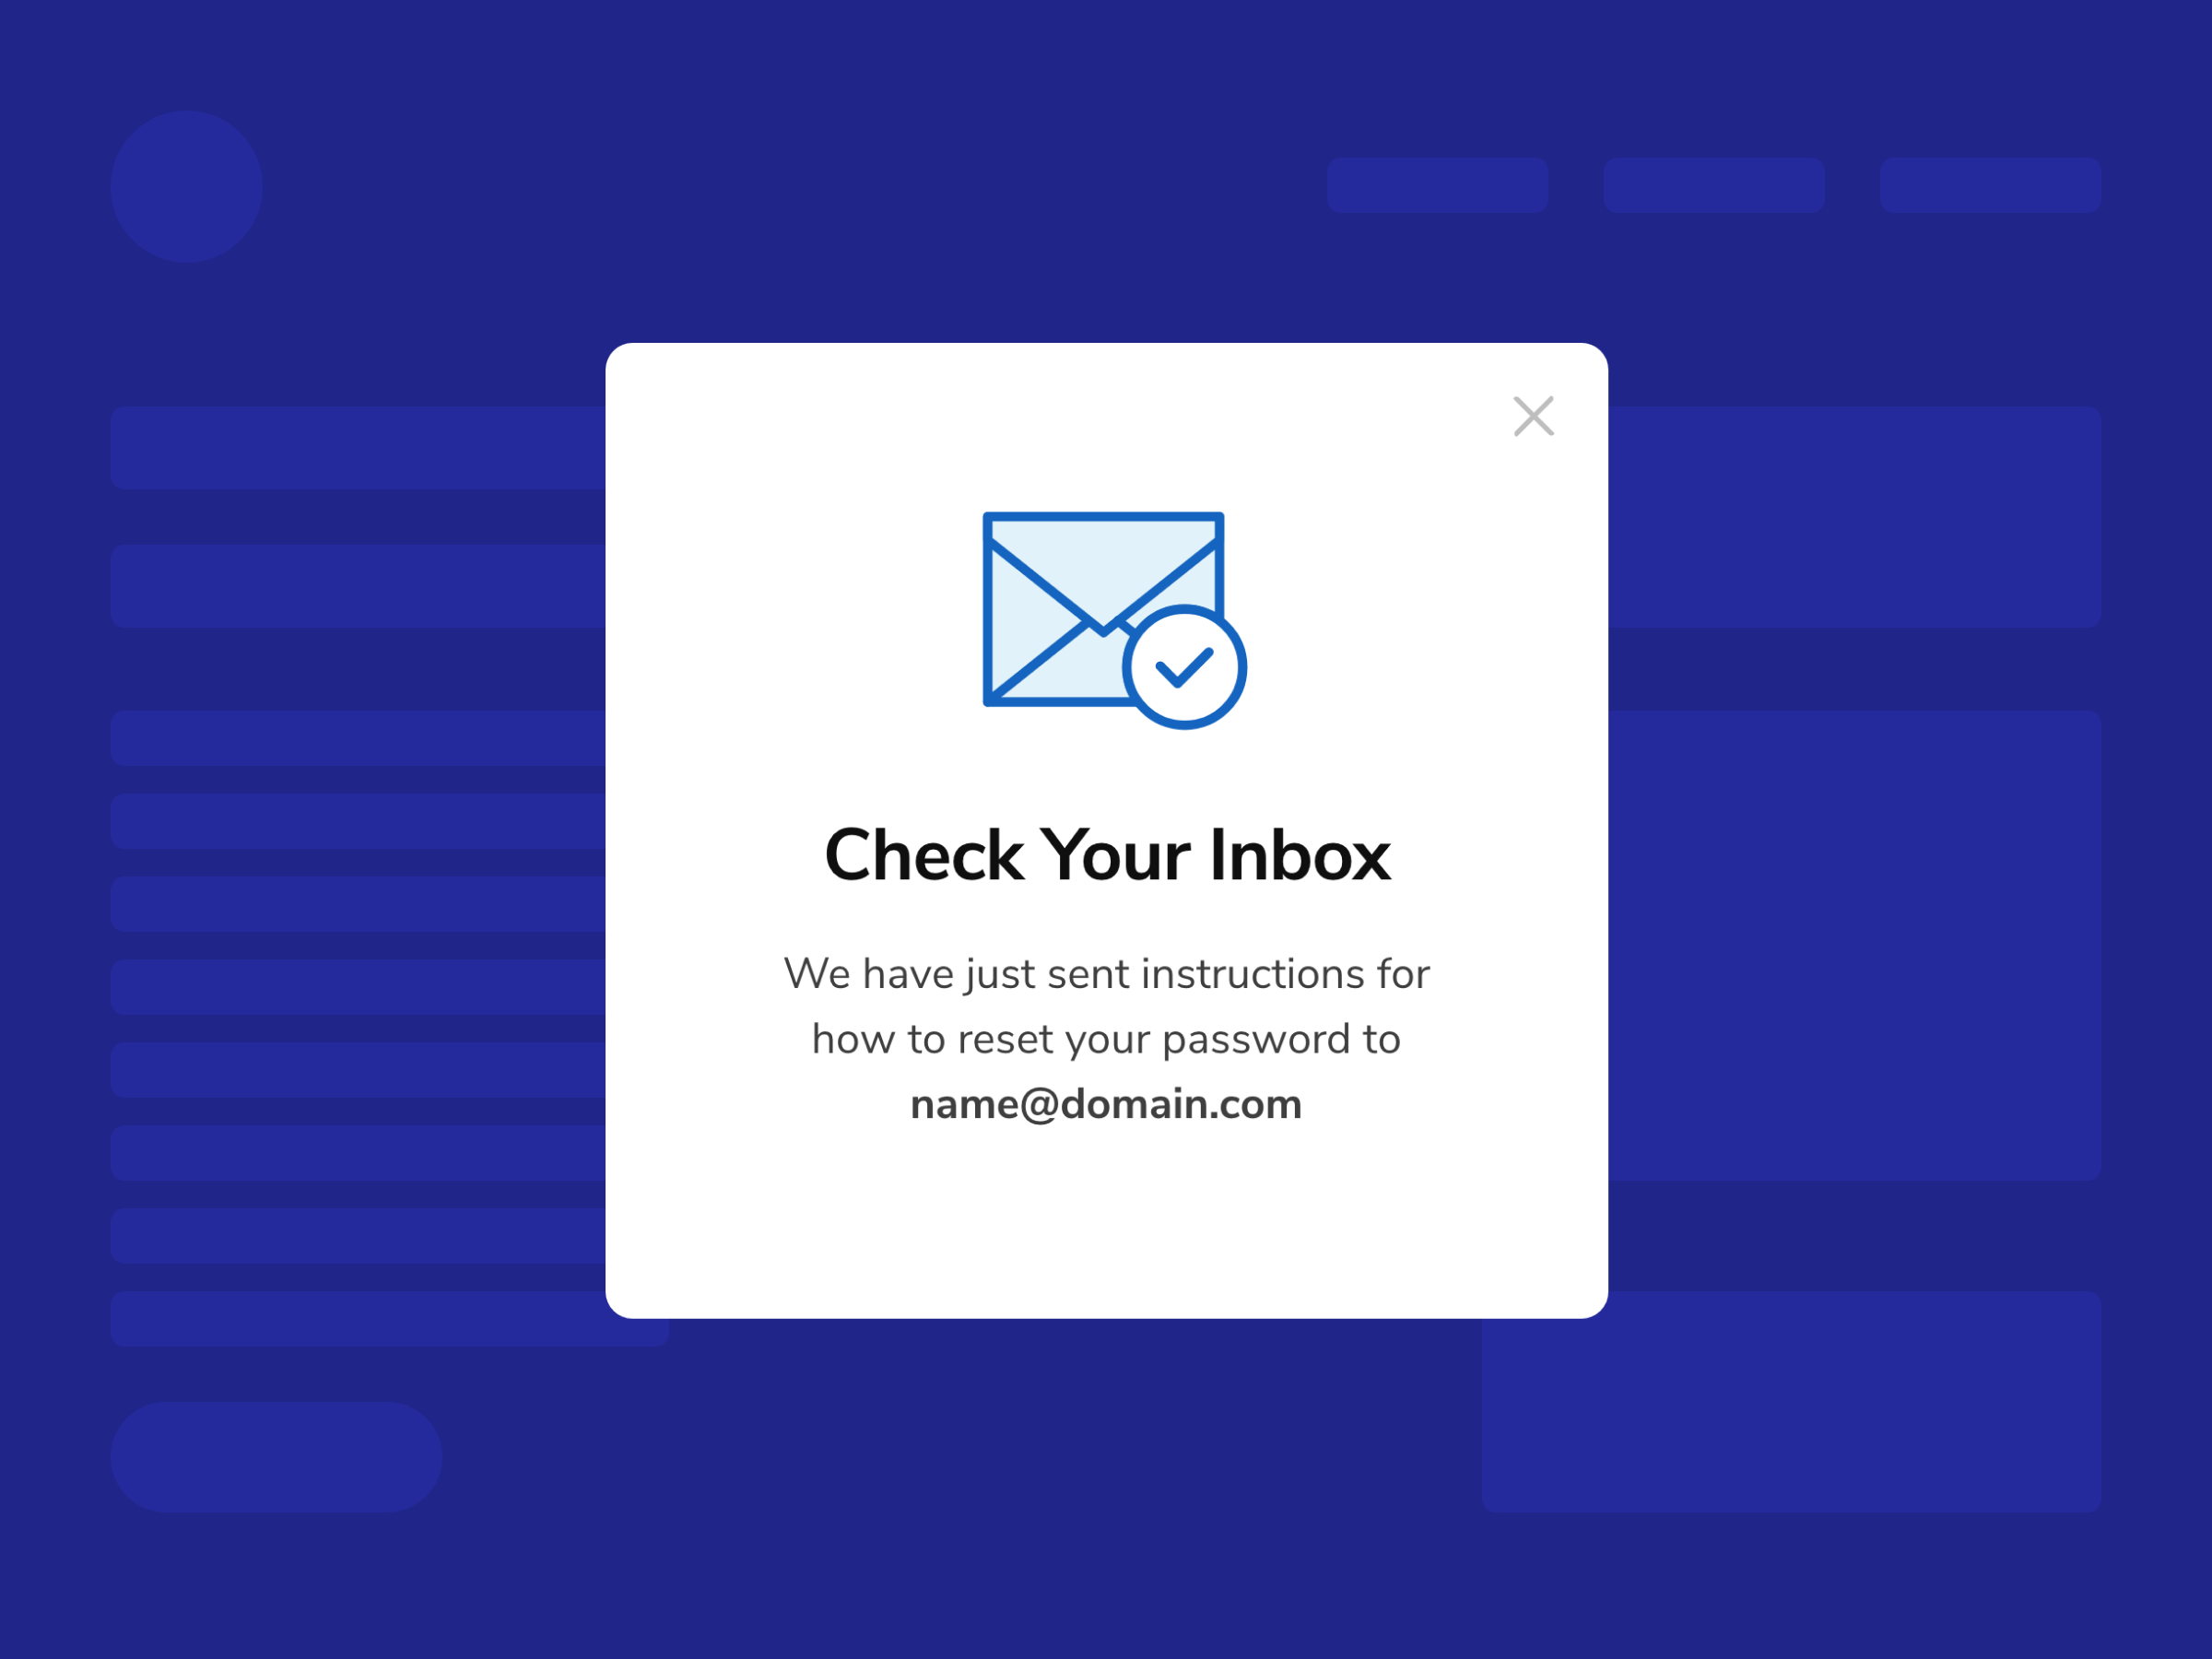 Check Your Inbox
We have just sent instructions for
how to reset your password to
name@domain.com